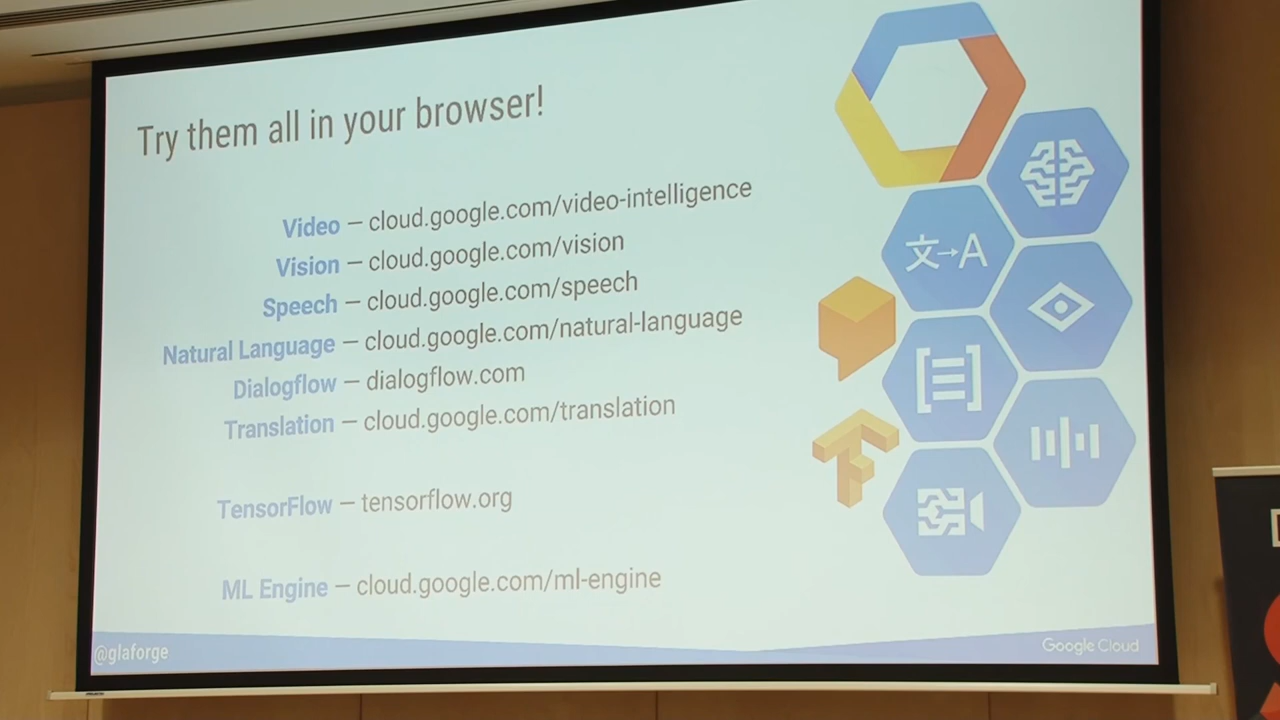 Try them all in your browser!
Video – cloud.google.com/video-intelligence
Vision – cloud.google.com/vision
Speech – cloud.google.com/speech
Natural Language – cloud.google.com/natural-language
Dialogflow – dialogflow.com
Translation – cloud.google.com/translation
TensorFlow – tensorflow.org
ML Engine – cloud.google.com/ml-engine
文→A
@glaforge
Google Cloud